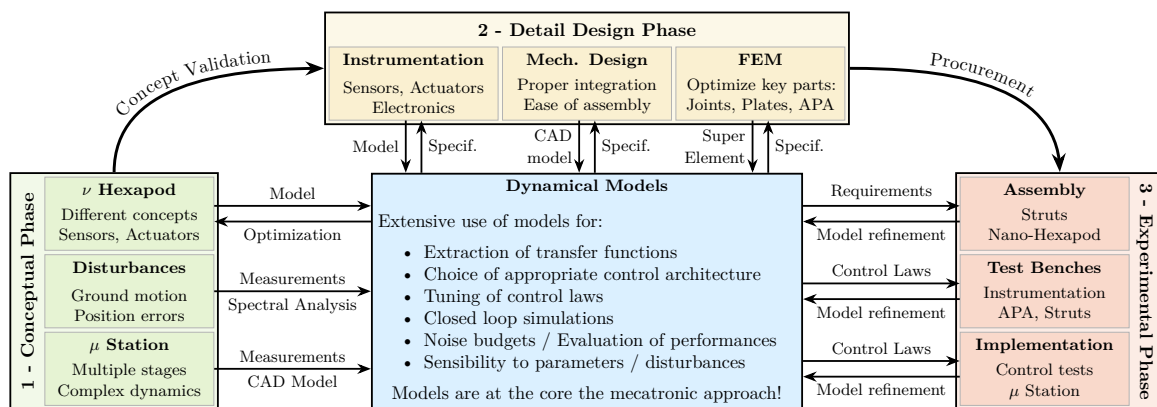 2 - Detail Design Phase
Instrumentation
Sensors, Actuators
Electronics
Mech. Design
Proper integration
Ease of assembly
FEM
Optimize key parts:
Joints, Plates, APA
Concept Validation
Procurement
Model
Specif.
CAD
model
Specif.
Super
Element
Specif.
1 - Conceptual Phase
ν Hexapod
Different concepts
Sensors, Actuators
Disturbances
Ground motion
Position errors
μ Station
Multiple stages
Complex dynamics
Model
Optimization
Measurements
Spectral Analysis
Measurements
CAD Model
Dynamical Models
Extensive use of models for:
• Extraction of transfer functions
• Choice of appropriate control architecture
• Tuning of control laws
• Closed loop simulations
• Noise budgets / Evaluation of performances
• Sensibility to parameters / disturbances
Models are at the core the mecatronic approach!
Requirements
Model refinement
Control Laws
Model refinement
Control Laws
Model refinement
Assembly
Struts
Nano-Hexapod
Test Benches
Instrumentation
APA, Struts
Implementation
Control tests
μ Station
3 - Experimental Phase